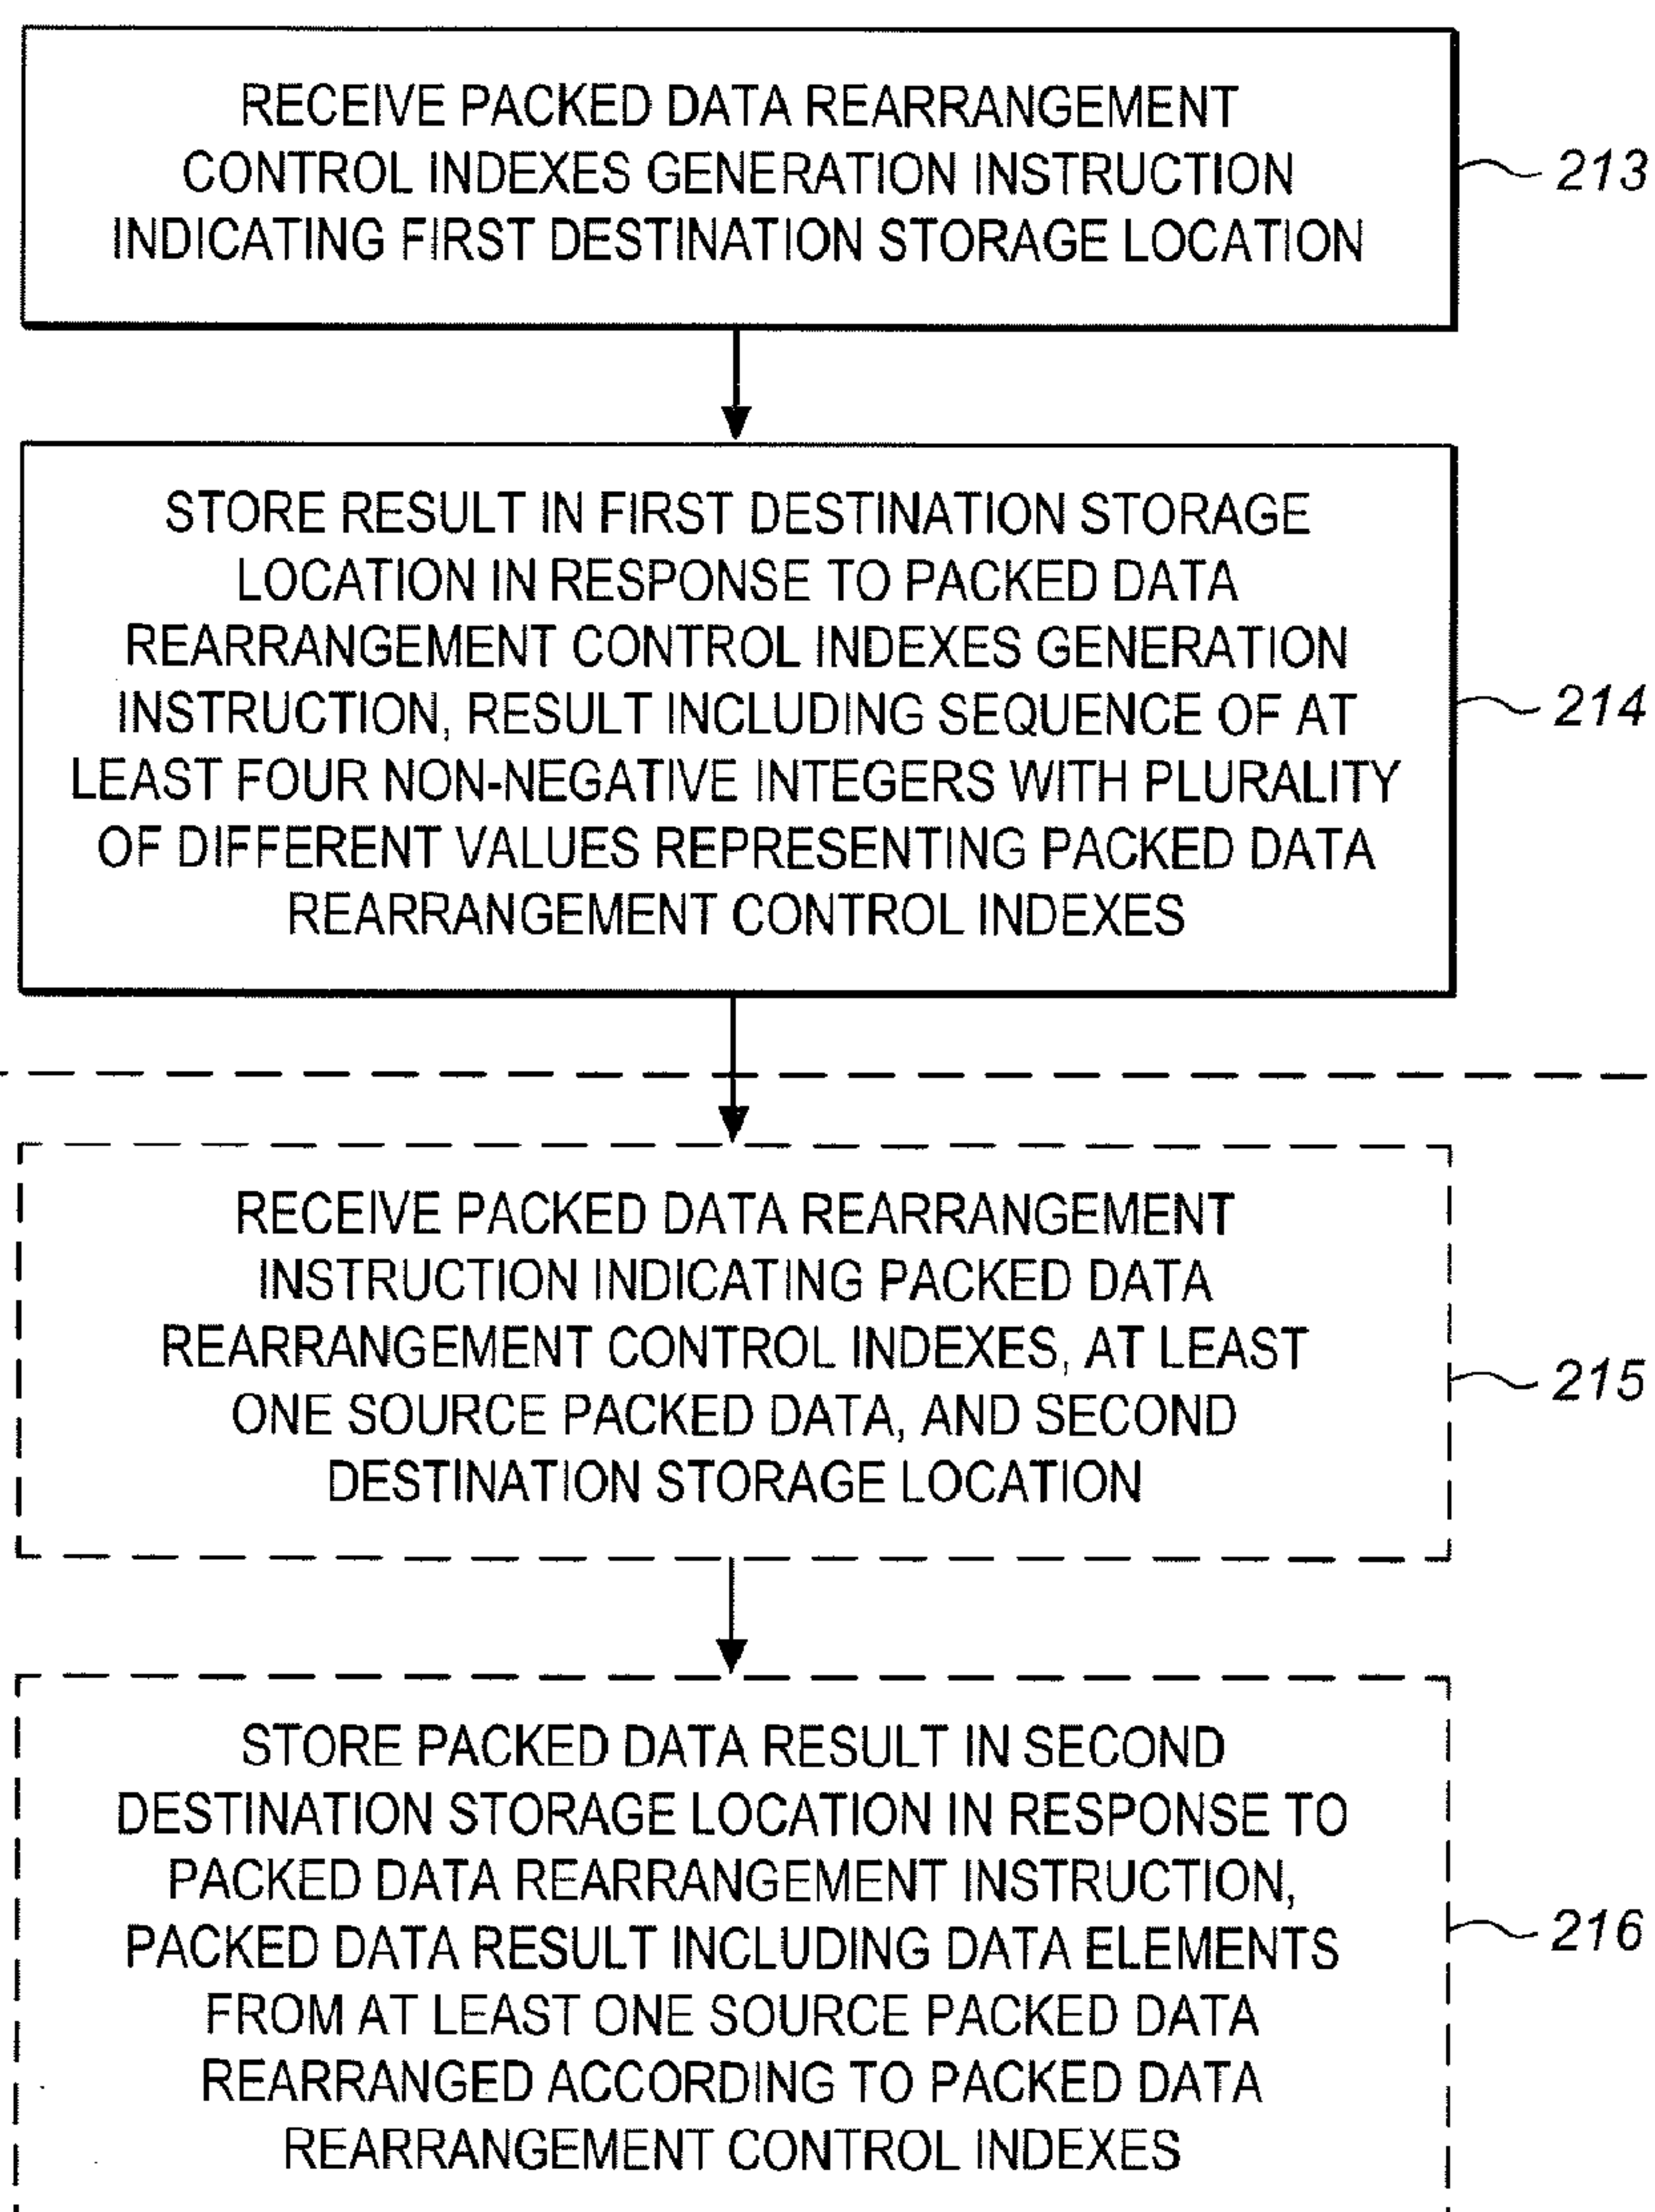 RECEIVE PACKED DATA REARRANGEMENT
CONTROL INDEXES GENERATION INSTRUCTION
INDICATING FIRST DESTINATION STORAGE LOCATION
213
STORE RESULT IN FIRST DESTINATION STORAGE
LOCATION IN RESPONSE TO PACKED DATA
REARRANGEMENT CONTROL INDEXES GENERATION
INSTRUCTION, RESULT INCLUDING SEQUENCE OF AT
LEAST FOUR NON-NEGATIVE INTEGERS WITH PLURALITY
OF DIFFERENT VALUES REPRESENTING PACKED DATA
REARRANGEMENT CONTROL INDEXES
214
RECEIVE PACKED DATA REARRANGEMENT
INSTRUCTION INDICATING PACKED DATA
REARRANGEMENT CONTROL INDEXES, AT LEAST
ONE SOURCE PACKED DATA, AND SECOND
DESTINATION STORAGE LOCATION
215
STORE PACKED DATA RESULT IN SECOND
DESTINATION STORAGE LOCATION IN RESPONSE TO
PACKED DATA REARRANGEMENT INSTRUCTION,
PACKED DATA RESULT INCLUDING DATA ELEMENTS
FROM AT LEAST ONE SOURCE PACKED DATA
REARRANGED ACCORDING TO PACKED DATA
REARRANGEMENT CONTROL INDEXES
216